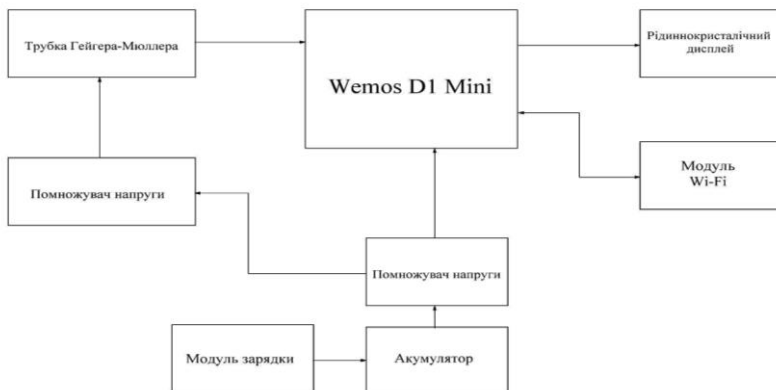 Трубка Гейгера-Мюллера
Wemos D1 Mini
Рідиннокристалічний
дисплей
Модуль
Wi-Fi
Помножувач напруги
Помножувач напруги
Модуль зарядки
Акумулятор